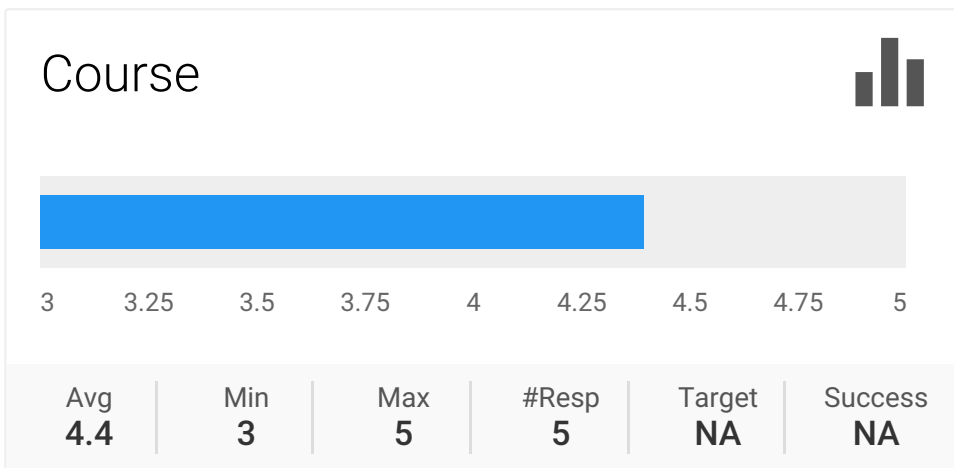 Course
3 3.25 3.5 3.75 4 4.25 4.5 4.75 5
Avg Min Max #Resp Target Success
4.4 3 5 5 NA NA